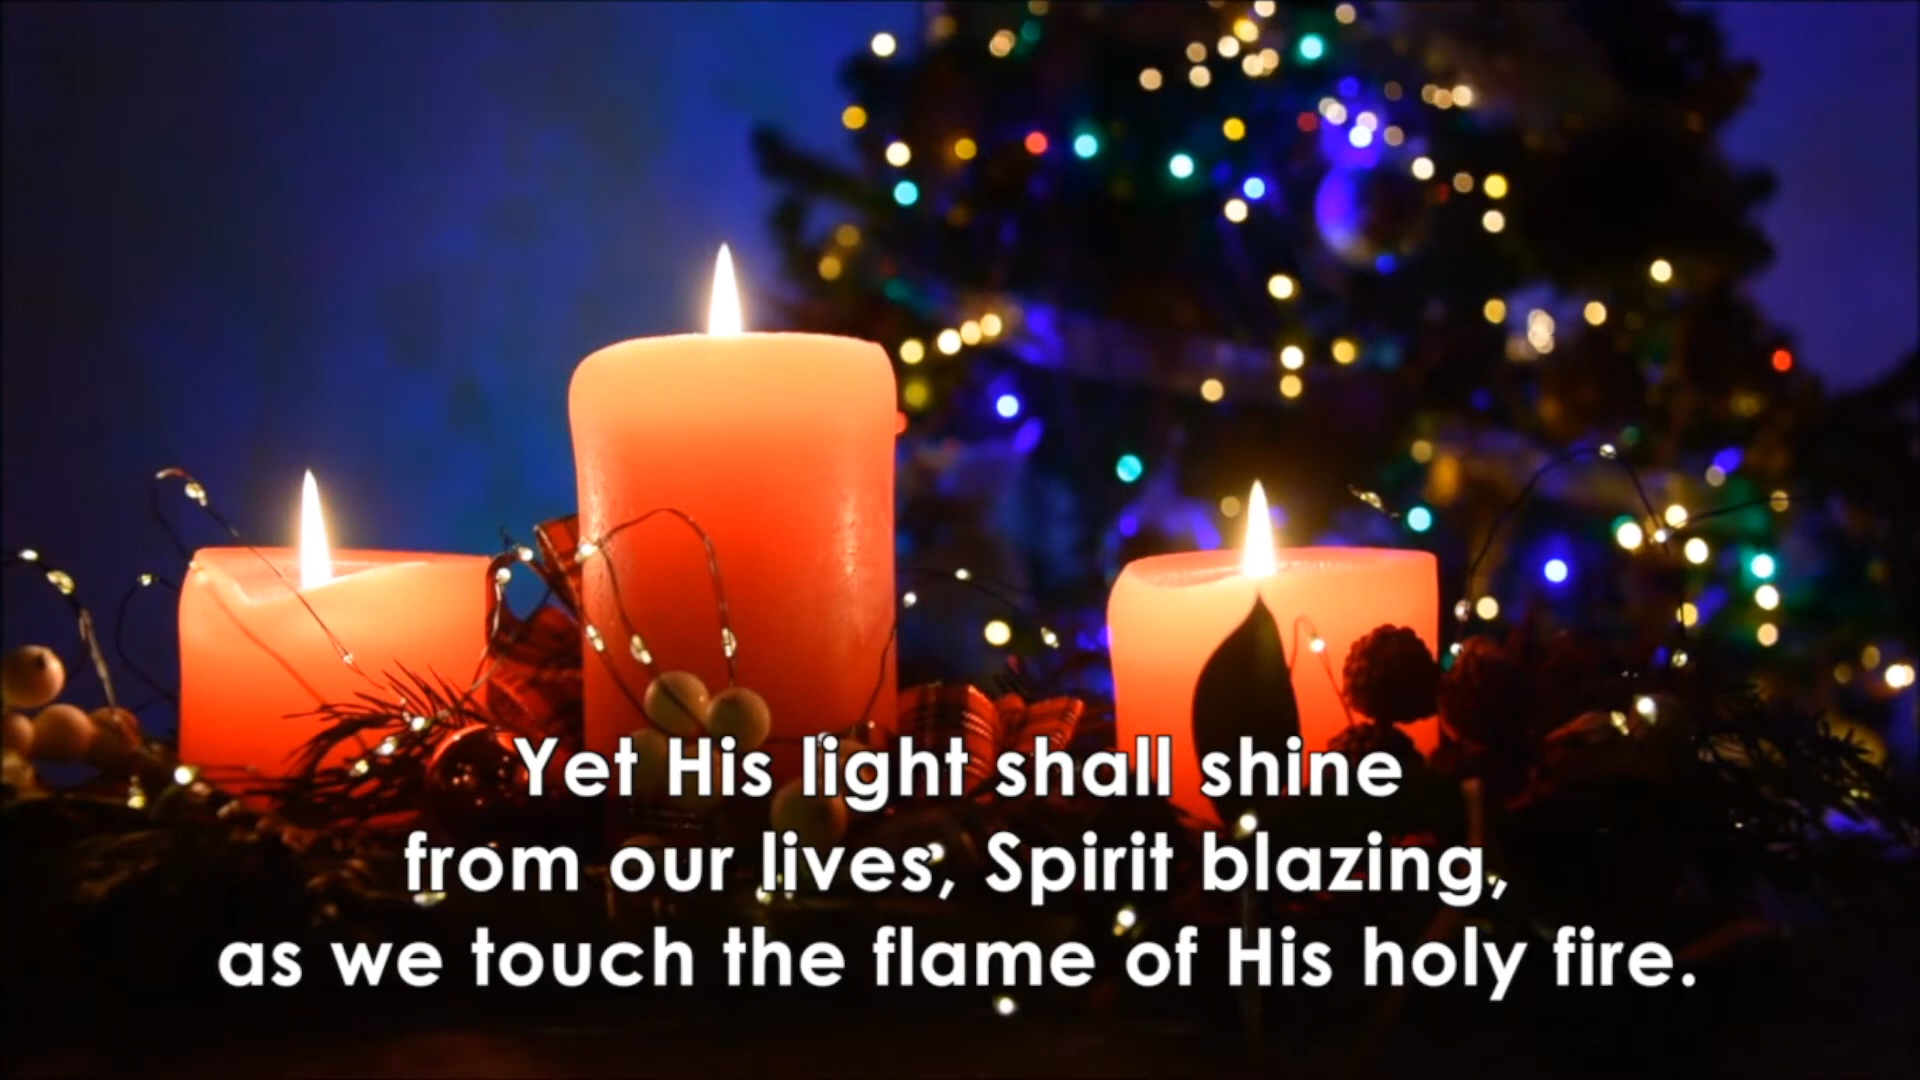 Yet His light shall shine
from our lives, Spirit blazing,
as we touch the flame of His holy fire.